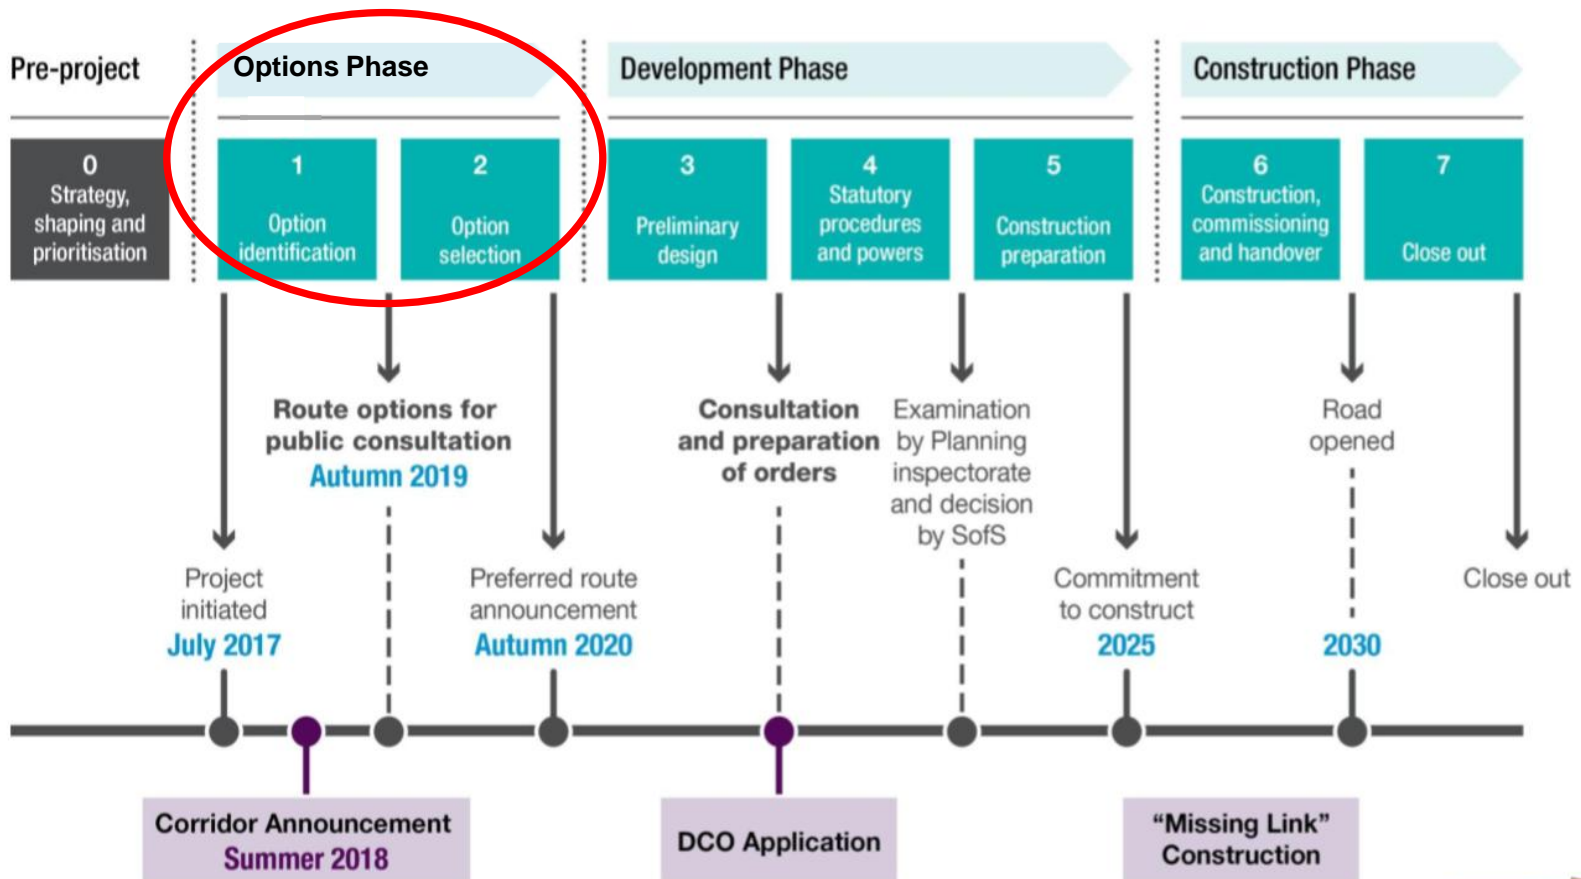 Pre-project
Options Phase
Development Phase
Construction Phase
0
Strategy,
shaping and
prioritisation
1
Option
identification
2
Option
selection
3
Preliminary
design
4
Statutory
procedures
and powers
5
Construction
preparation
6
Construction,
commissioning
and handover
7
Close out
Route options for
public consultation
Autumn 2019
Consultation
and preparation
of orders
Examination
by Planning
inspectorate
and decision
by SofS
Road
opened
Project
initiated
July 2017
Preferred route
announcement
Autumn 2020
Commitment
to construct
2025
2030
Close out
Corridor Announcement
Summer 2018
DCO Application
“Missing Link”
Construction